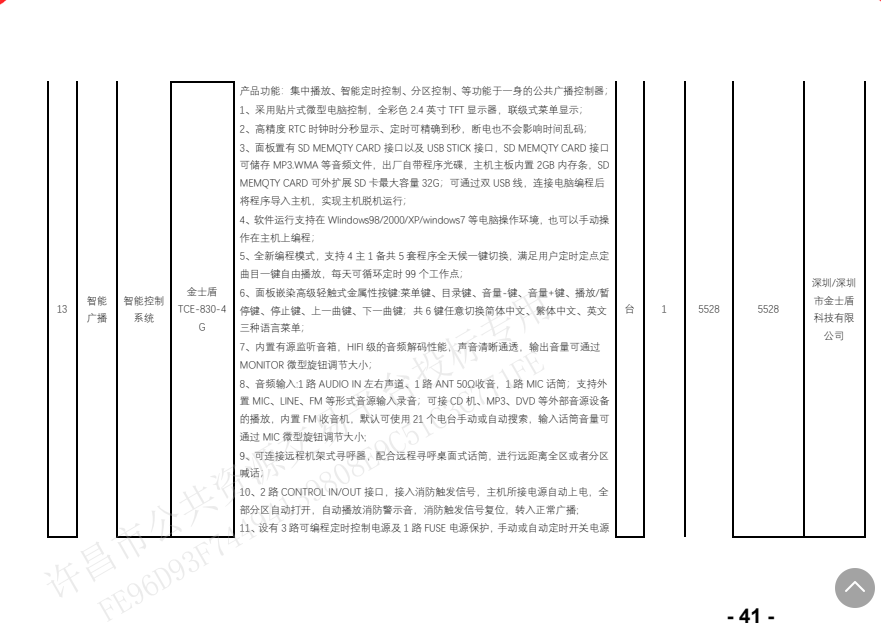 产品功能：集中播放、智能定时控制、分区控制、等功能于一身的公共广播控制器；
1、采用贴片式微型电脑控制，全彩色 2.4 英寸 TFT 显示器，联级式菜单显示；
2、高精度 RTC 时钟时分秒显示、定时可精确到秒，断电也不会影响时间乱码；
3、面板置有 SD MEMQTY CARD 接口以及 USB STICK 接口，SD MEMQTY CARD 接口
可储存 MP3.WMA 等音频文件，出厂自带程序光碟，主机主板内置 2GB 内存条，SD
MEMQTY CARD 可外扩展 SD 卡最大容量 32G；可通过双 USB 线，连接电脑编程后
将程序导入主机，实现主机脱机运行；
4、软件运行支持在 Wlindows98/2000/XP/windows7 等电脑操作环境，也可以手动操
作在主机上编程；
5、全新编程模式，支持 4 主 1 备共 5 套程序全天候一键切换，满足用户定时定点定
曲目一键自由播放，每天可循环定时 99 个工作点；
6、面板嵌染高级轻触式金属性按键:菜单键、目录键、音量-键、音量+键、播放/暂
停键、停止键、上一曲键、下一曲键；共 6 键任意切换简体中文、繁体中文、英文
三种语言菜单；
7、内置有源监听音箱，HIFI 级的音频解码性能，声音清晰通透，输出音量可通过
MONITOR 微型旋钮调节大小；
8、音频输入:1 路 AUDIO IN 左右声道、1 路 ANT 50Ω收音，1 路 MIC 话筒；支持外
置 MIC、LINE、FM 等形式音源输入录音，可接 CD 机、MP3、DVD 等外部音源设备
的播放，内置 FM 收音机，默认可使用 21 个电台手动或自动搜索，输入话筒音量可
通过 MIC 微型旋钮调节大小;
9、可连接远程机架式寻呼器，配合远程寻呼桌面式话筒，进行远距离全区或者分区
喊话；
10、2 路 CONTROL IN/OUT 接口，接入消防触发信号，主机所接电源自动上电，全
部分区自动打开，自动播放消防警示音，消防触发信号复位，转入正常广播;
11、设有 3 路可编程定时控制电源及 1 路 FUSE 电源保护，手动或自动定时开关电源
13
智能
广播
智能控制
系统
金士盾
TCE-830-4
G
台
1
5528
5528
深圳/深圳
市金士盾
科技有限
公司
- 41 -